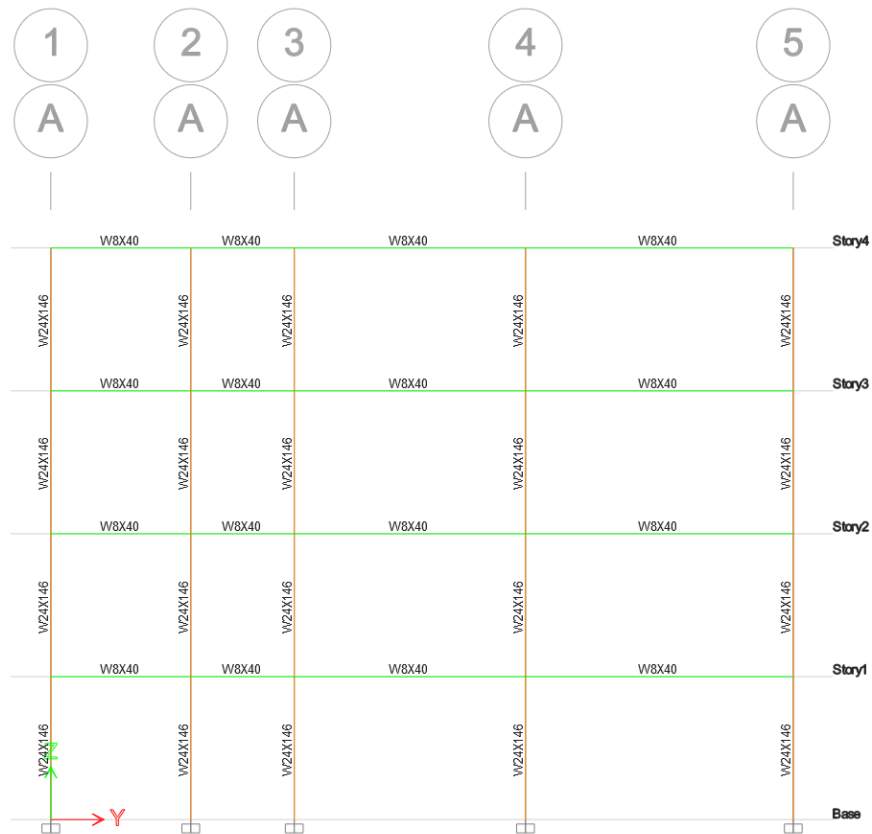 1 2 3 4 5
A A A A A
W8X40 W8X40 W8X40 W8X40 Story4
W24X146 W24X146 W24X146 W24X146 W24X146
W8X40 W8X40 W8X40 W8X40 Story3
W24X146 W24X146 W24X146 W24X146 W24X146
W8X40 W8X40 W8X40 W8X40 Story2
W24X146 W24X146 W24X146 W24X146 W24X146
W8X40 W8X40 W8X40 W8X40 Story1
W24X146 W24X146 W24X146 W24X146 W24X146
Z
Y Base